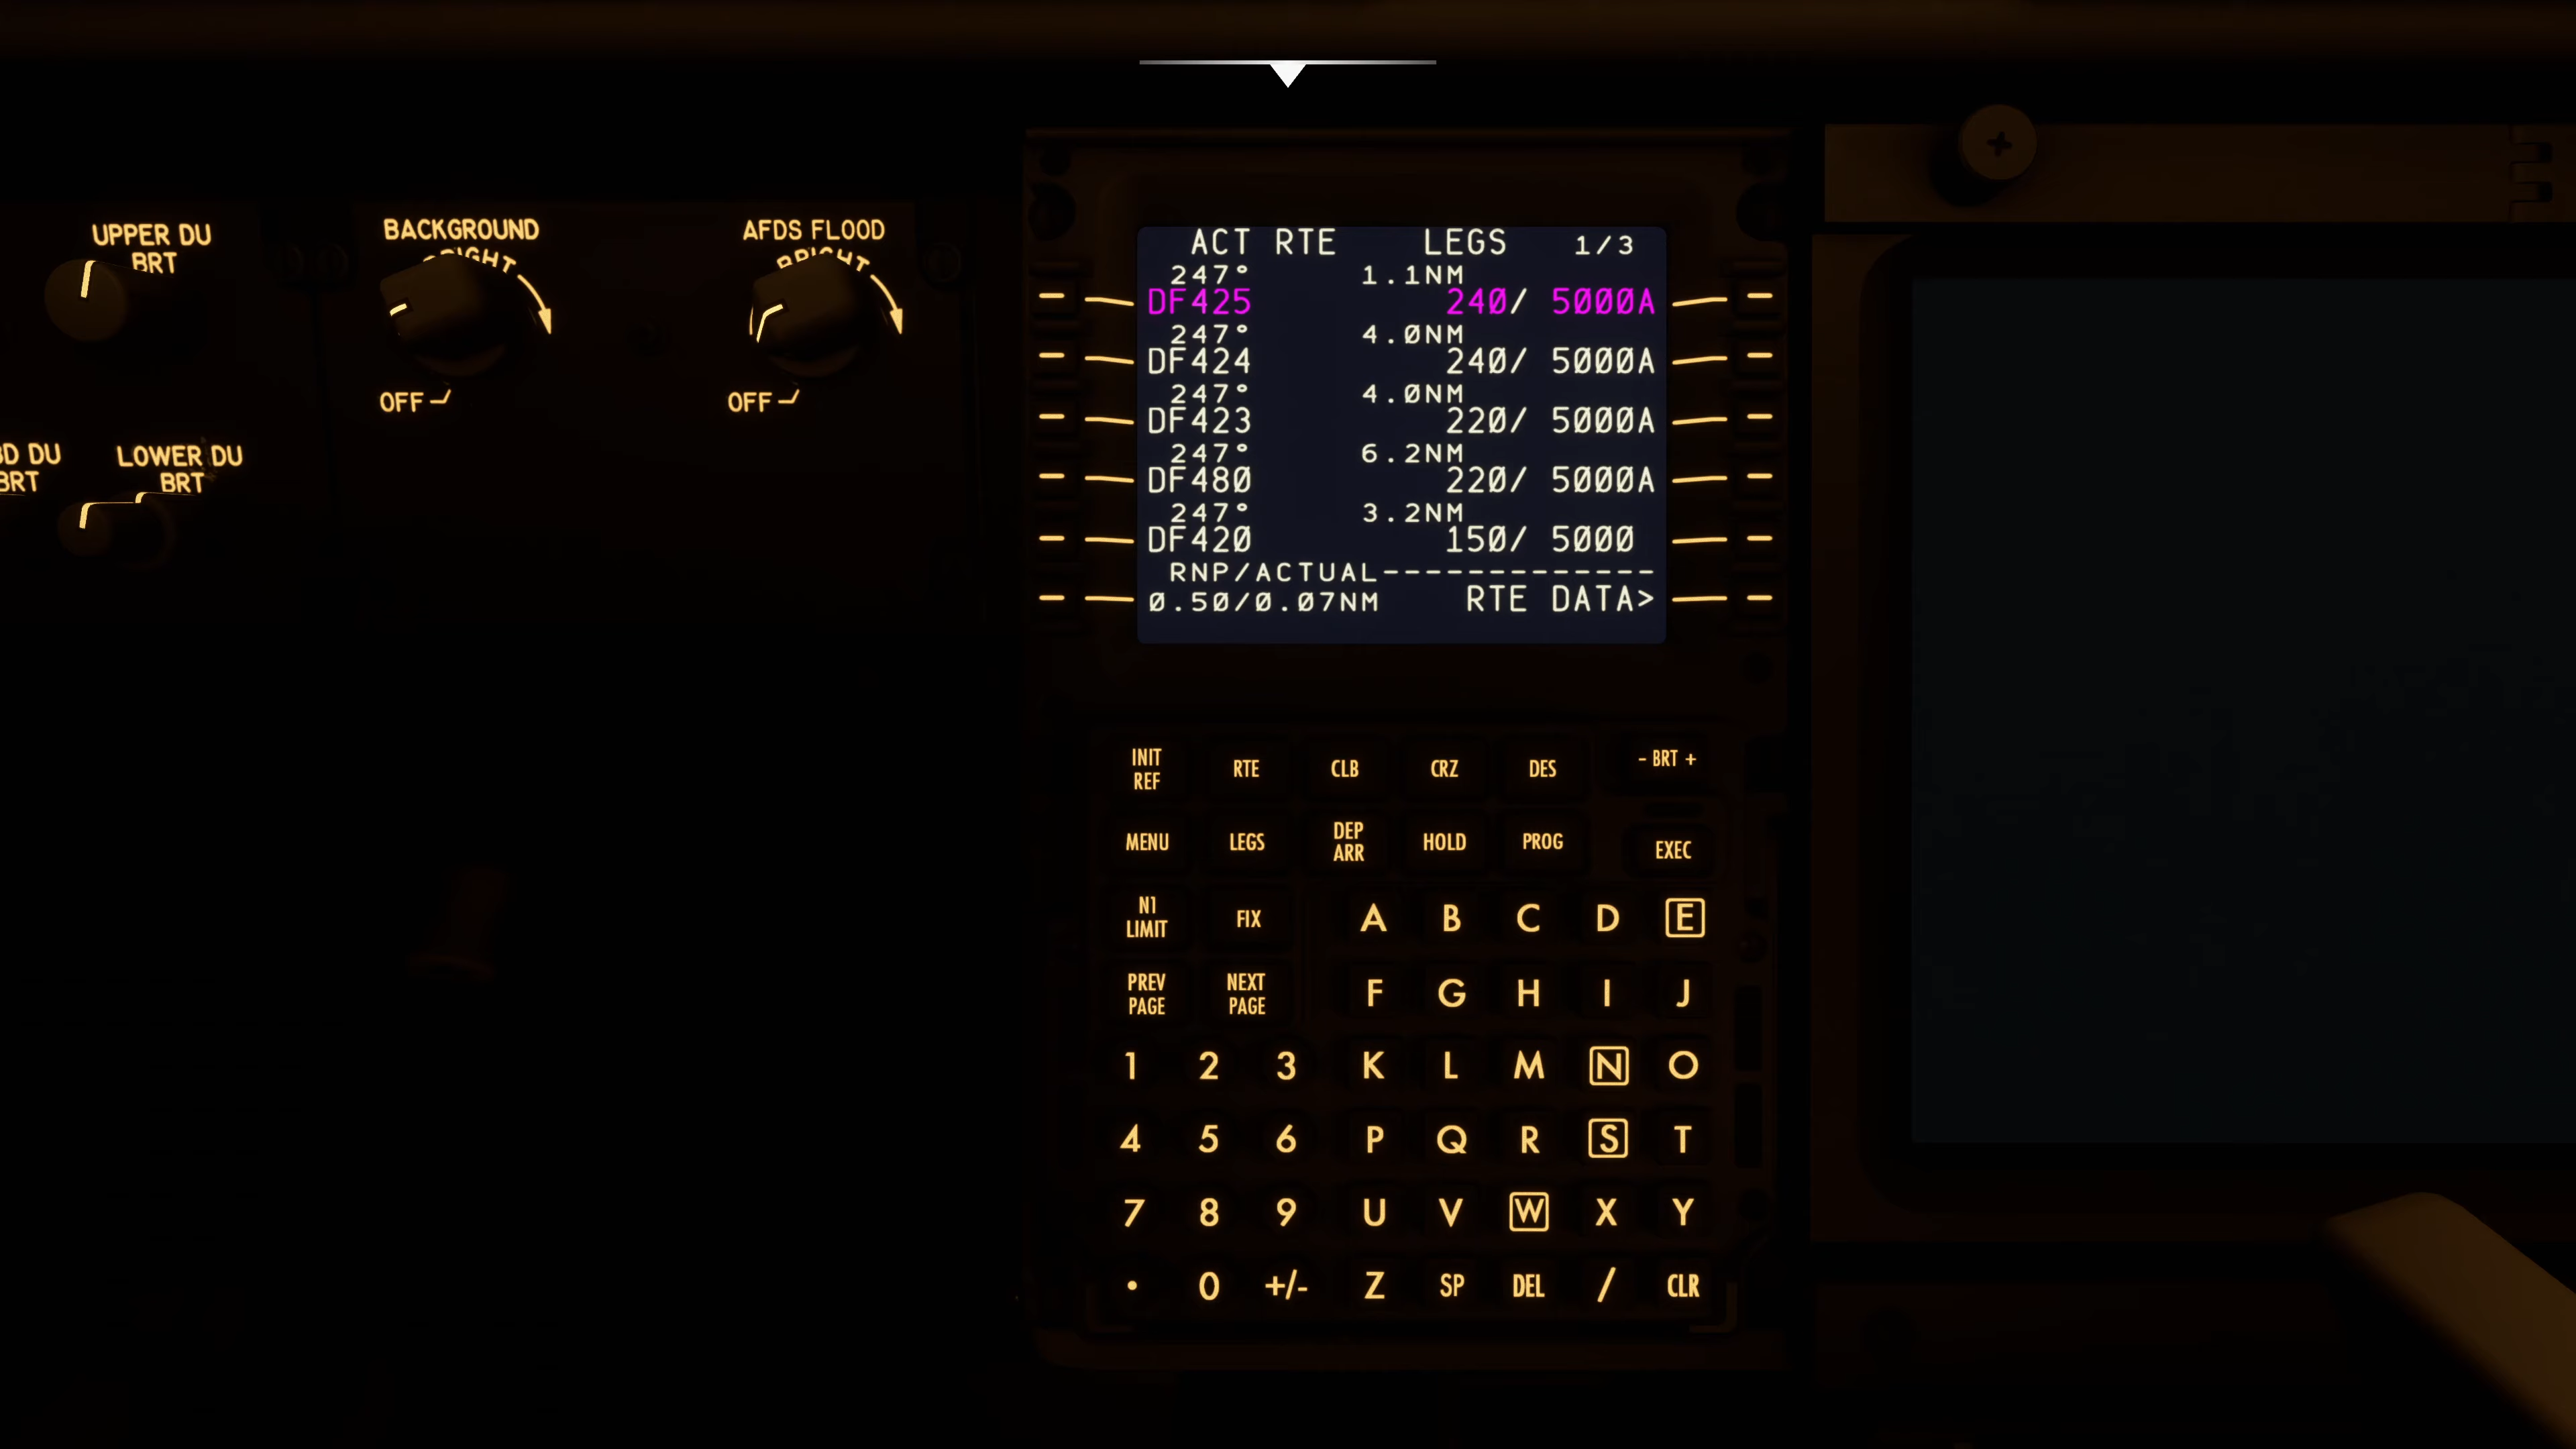 UPPER DU
BRT
BACKGROUND
OFF
AFDS FLOOD
BRIGHT
OFF
DU
BRT
LOWER DU
BRT
ACT RTE LEGS 1/3
247° 1.1NM
DF425 240/ 5000A
247° 4.0NM
DF424 240/ 5000A
247° 4.0NM
DF423 220/ 5000A
247° 6.2NM
DF480 220/ 5000A
247° 3.2NM
DF420 150/ 5000
RNP/ACTUAL-------------
0.50/0.07NM RTE DATA>
INIT
REF
RTE
CLB
CRZ
DES
- BRT +
MENU
LEGS
DEP
ARR
HOLD
PROG
EXEC
N1
LIMIT
FIX
A B C D E
PREV
PAGE
NEXT
PAGE
F G H I J
1 2 3 K L M N O
4 5 6 P Q R S T
7 8 9 U V W X Y
. 0 +/- Z SP DEL / CLR